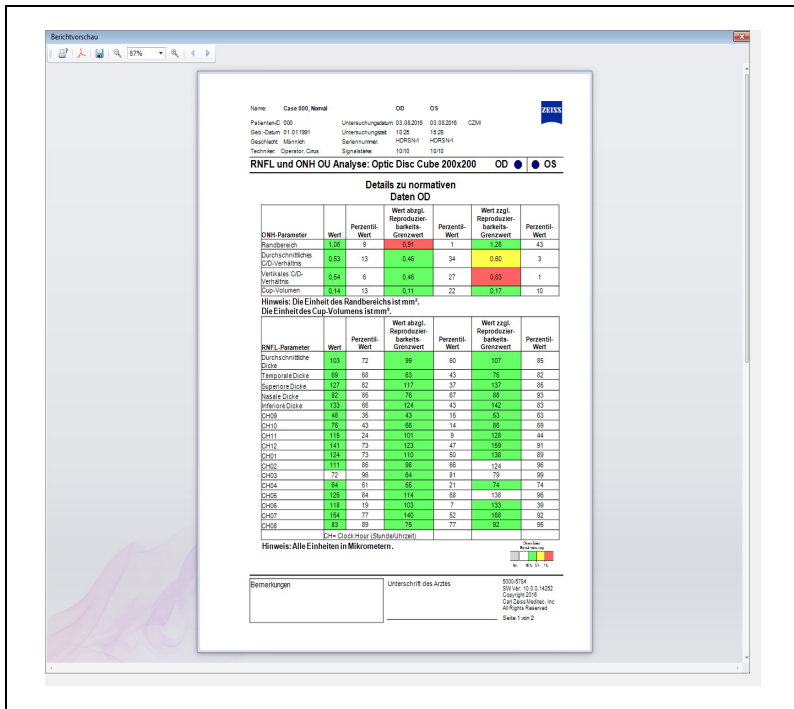 Berichtvorschau
87%
Name: Case 000, Normal OD OS
ZEISS
Patienten-ID 000 Untersuchungsdatum 03.08.2016 03.08.2016 CZMI
Geb.-Datum 01.01.1991 Untersuchungszeit 10:25 15:28
Geschlecht Männlich Seriennummer HDRSN-1 HDRSN-1
Techniker: Operator, Cirrus Signalstärke: 10/10 10/10
RNFL und ONH OU Analyse: Optic Disc Cube 200x200 OD OS
Details zu normativen
Daten OD
ONH-Parameter Wert Perzentil-Wert Wert abzgl. Reproduzier-barkeits-Grenzwert Perzentil-Wert Wert zzgl. Reproduzier-barkeits-Grenzwert Perzentil-Wert
Randbereich 1,08 9 0,91 1 1,26 43
Durchschnittliches C/D-Verhältnis 0,53 13 0,46 34 0,60 3
Vertikales C/D-Verhältnis 0,54 6 0,46 27 0,63 1
Cup-Volumen 0,14 13 0,11 22 0,17 10
Hinweis: Die Einheit des Randbereichs ist mm².
Die Einheit des Cup-Volumens ist mm³.
RNFL-Parameter Wert Perzentil-Wert Wert abzgl. Reproduzier-barkeits-Grenzwert Perzentil-Wert Wert zzgl. Reproduzier-barkeits-Grenzwert Perzentil-Wert
Durchschnittliche Dicke 103 72 99 60 107 85
Temporale Dicke 69 68 63 43 75 82
Superiore Dicke 127 62 117 37 137 86
Nasale Dicke 82 85 76 67 88 93
Inferiore Dicke 133 66 124 43 142 83
CH09 48 35 43 15 53 63
CH10 76 43 66 14 86 69
CH11 115 24 101 9 128 44
CH12 141 73 123 47 159 91
CH01 124 73 110 50 138 89
CH02 111 86 98 66 124 96
CH03 72 96 64 81 79 99
CH04 64 51 55 21 74 74
CH05 126 84 114 68 138 96
CH06 118 19 103 7 133 39
CH07 154 77 140 52 168 92
CH08 83 89 75 77 92 95
CH= Clock Hour (Stunde/Uhrzeit)
Hinweis: Alle Einheiten in Mikrometern.
95% 5% 1%
Bemerkungen
Unterschrift des Arztes
5000-5784
SW Ver: 10.0.0.14252
Copyright 2016
Carl Zeiss Meditec, Inc
All Rights Reserved
Seite 1 von 2